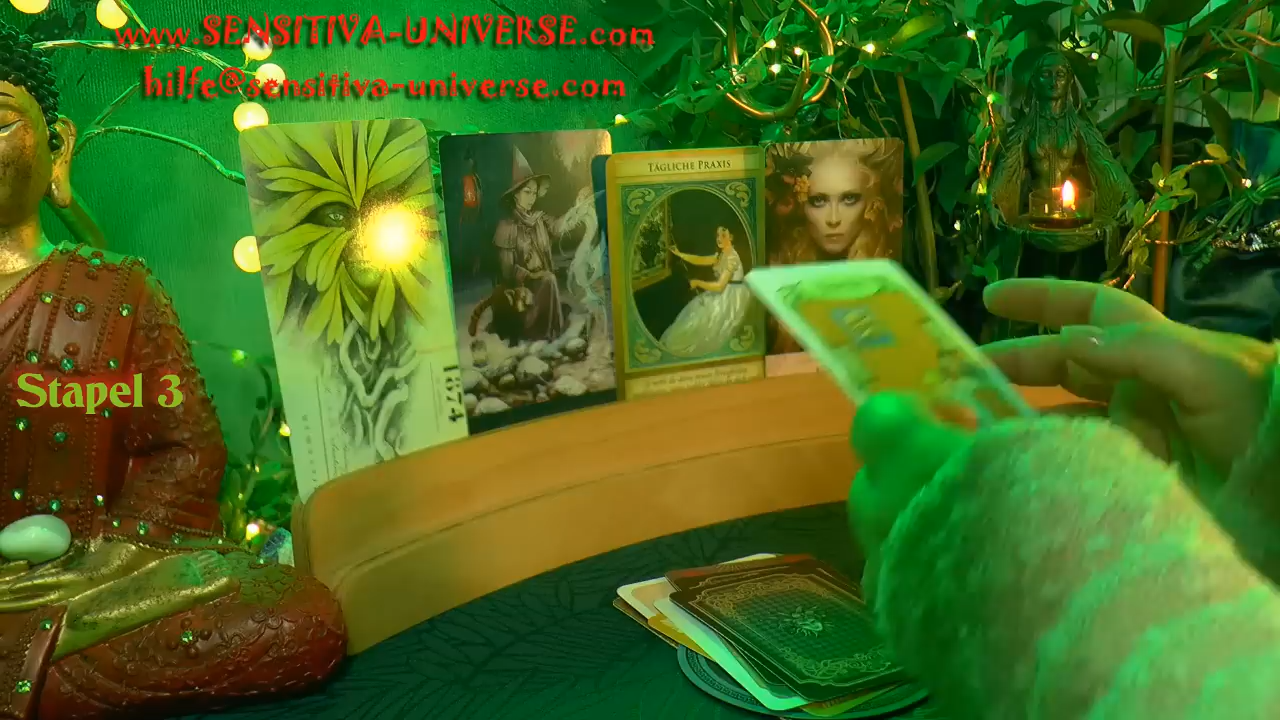 www.SENSITIVA-UNIVERSE.com
hilfe@sensitiva-universe.com
TÄGLICHE PRAXIS
1874
Stapel 3